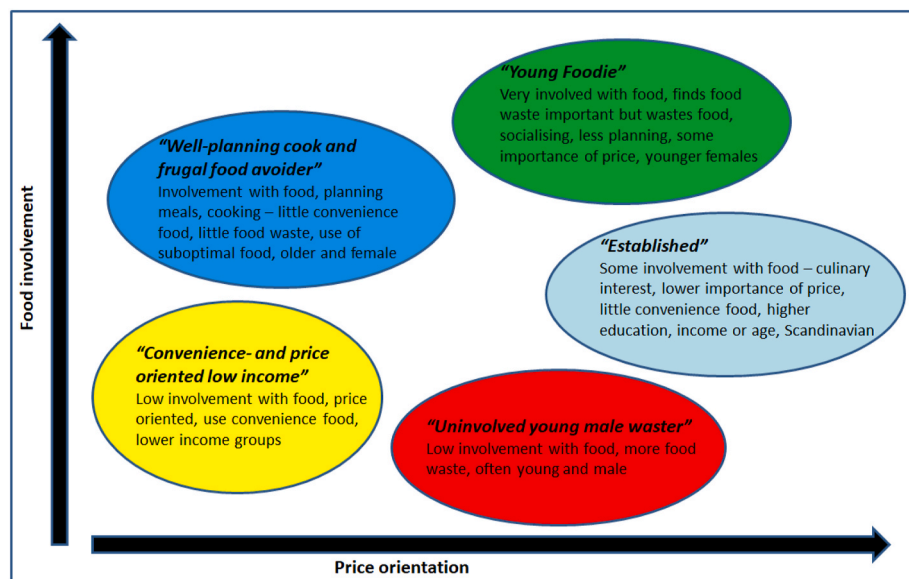 “Young Foodie”
Very involved with food, finds food
waste important but wastes food,
socialising, less planning, some
importance of price, younger females
“Well-planning cook and
frugal food avoider”
Involvement with food, planning
meals, cooking – little convenience
food, little food waste, use of
suboptimal food, older and female
“Established”
Some involvement with food – culinary
interest, lower importance of price,
little convenience food, higher
education, income or age, Scandinavian
“Convenience- and price
oriented low income”
Low involvement with food, price
oriented, use convenience food,
lower income groups
“Uninvolved young male waster”
Low involvement with food, more food
waste, often young and male
Food involvement
Price orientation